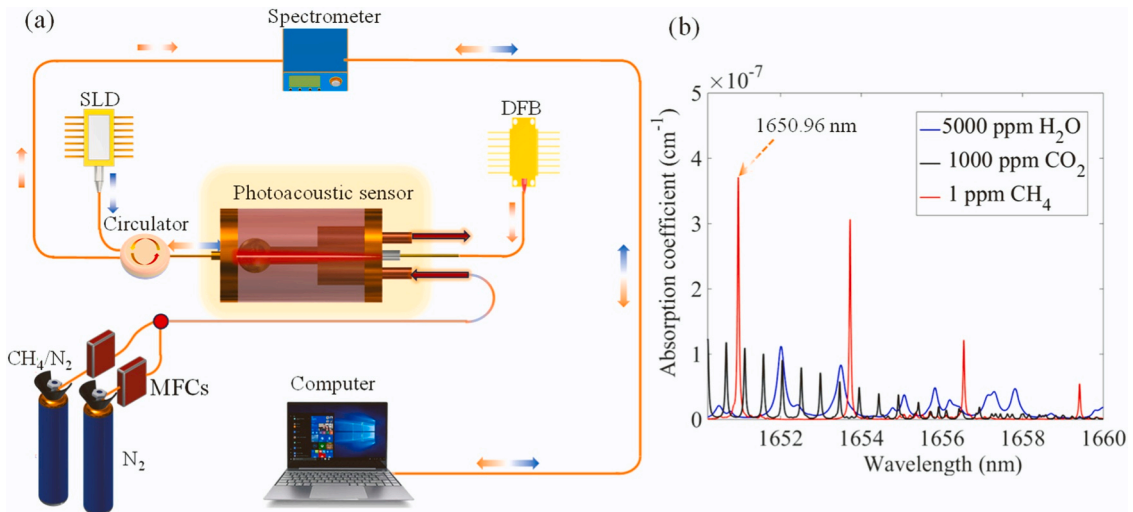 (a)
Spectrometer
SLD
DFB
Photoacoustic sensor
Circulator
CH₄/N₂
MFCs
N₂
Computer
(b)
×10⁻⁷
5
4
3
2
1
0
Absorption coefficient (cm⁻¹)
1650.96 nm
5000 ppm H₂O
1000 ppm CO₂
1 ppm CH₄
1652
1654
1656
1658
1660
Wavelength (nm)